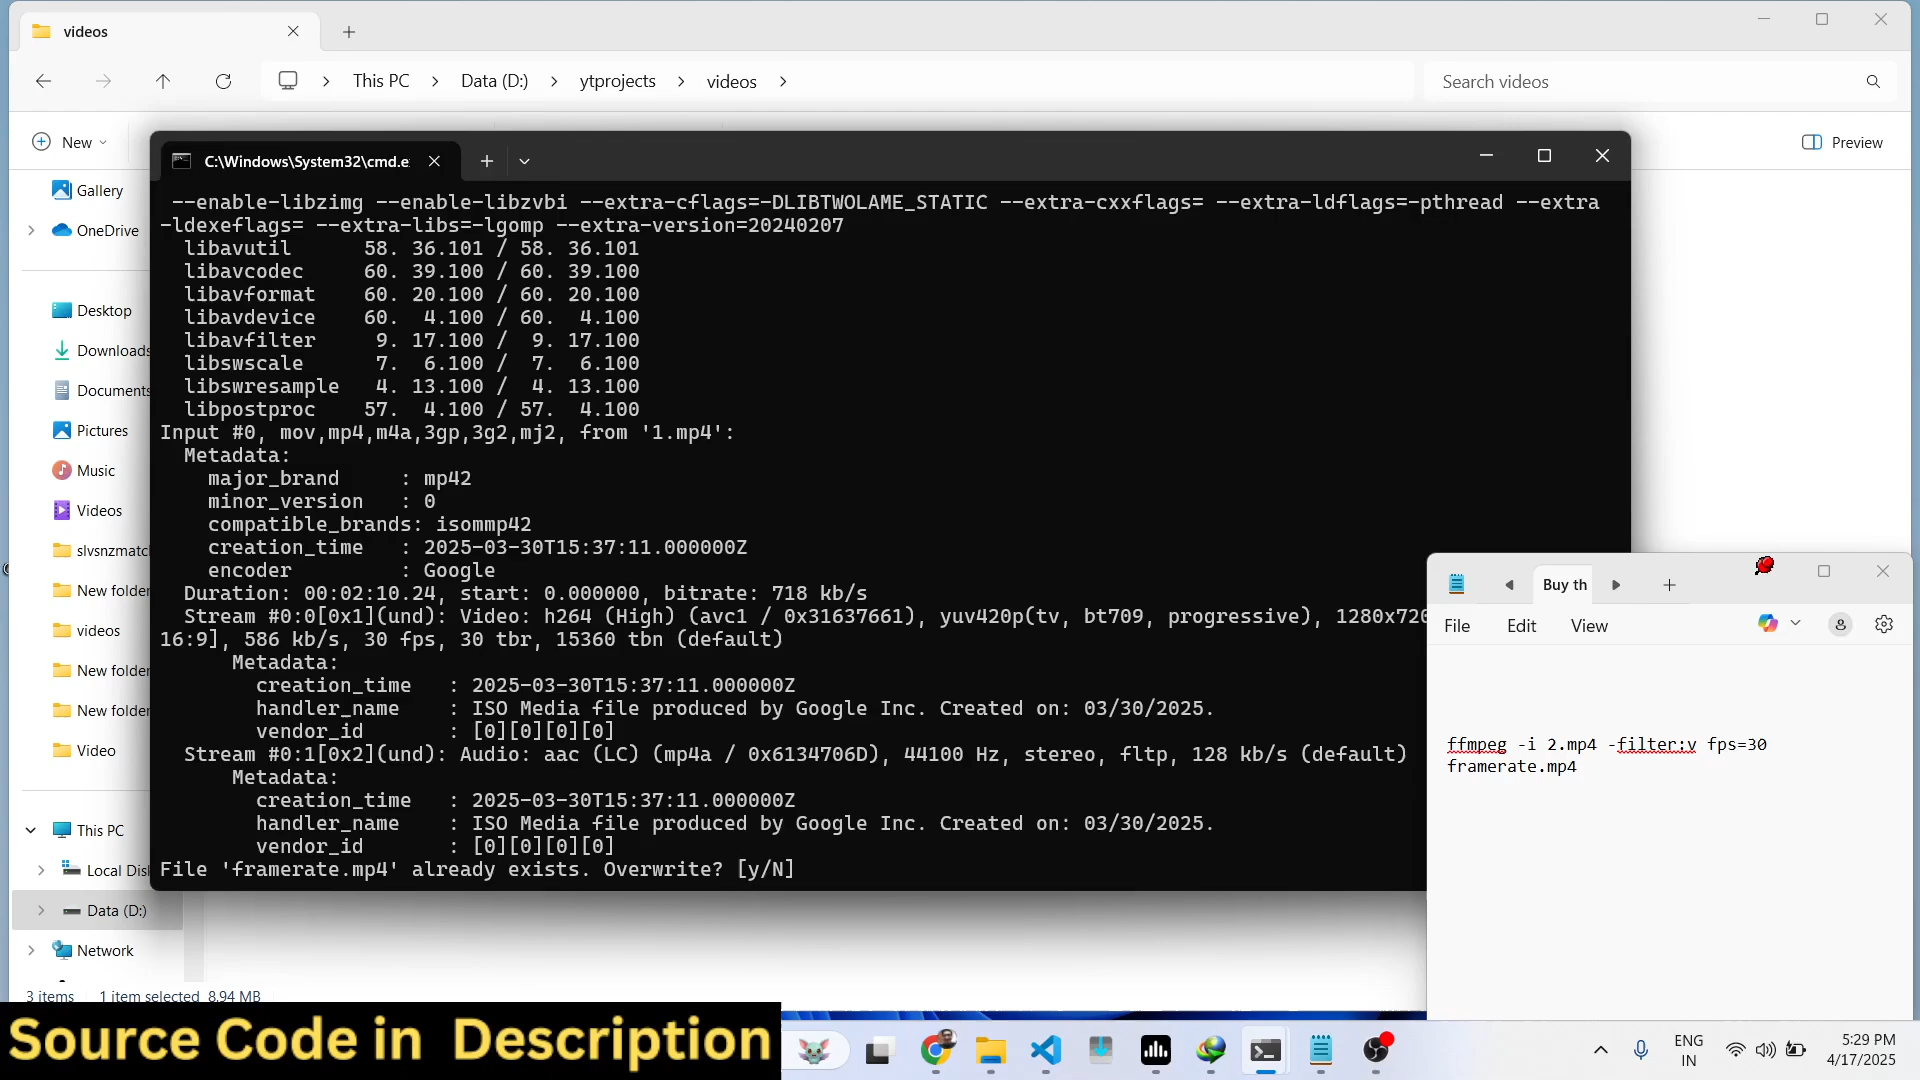 videos
This PC > Data (D:) > ytprojects > videos >
Search videos
New
Preview
Gallery
OneDrive
Desktop
Downloads
Documents
Pictures
Music
Videos
slvsnzmatc
New folder
videos
New folder
New folder
Video
This PC
Local Dis
Data (D:)
Network
3 items 1 item selected 8.94 MB
C:\Windows\System32\cmd.e
--enable-libzimg --enable-libzvbi --extra-cflags=-DLIBTWOLAME_STATIC --extra-cxxflags= --extra-ldflags=-pthread --extra
-ldexeflags= --extra-libs=-lgomp --extra-version=20240207
libavutil 58. 36.101 / 58. 36.101
libavcodec 60. 39.100 / 60. 39.100
libavformat 60. 20.100 / 60. 20.100
libavdevice 60. 4.100 / 60. 4.100
libavfilter 9. 17.100 / 9. 17.100
libswscale 7. 6.100 / 7. 6.100
libswresample 4. 13.100 / 4. 13.100
libpostproc 57. 4.100 / 57. 4.100
Input #0, mov,mp4,m4a,3gp,3g2,mj2, from '1.mp4':
Metadata:
major_brand : mp42
minor_version : 0
compatible_brands: isommp42
creation_time : 2025-03-30T15:37:11.000000Z
encoder : Google
Duration: 00:02:10.24, start: 0.000000, bitrate: 718 kb/s
Stream #0:0[0x1](und): Video: h264 (High) (avc1 / 0x31637661), yuv420p(tv, bt709, progressive), 1280x720
16:9], 586 kb/s, 30 fps, 30 tbr, 15360 tbn (default)
Metadata:
creation_time : 2025-03-30T15:37:11.000000Z
handler_name : ISO Media file produced by Google Inc. Created on: 03/30/2025.
vendor_id : [0][0][0][0]
Stream #0:1[0x2](und): Audio: aac (LC) (mp4a / 0x6134706D), 44100 Hz, stereo, fltp, 128 kb/s (default)
Metadata:
creation_time : 2025-03-30T15:37:11.000000Z
handler_name : ISO Media file produced by Google Inc. Created on: 03/30/2025.
vendor_id : [0][0][0][0]
File 'framerate.mp4' already exists. Overwrite? [y/N]
Buy th
File Edit View
ffmpeg -i 2.mp4 -filter:v fps=30
framerate.mp4
Source Code in Description
ENG
IN
5:29 PM
4/17/2025